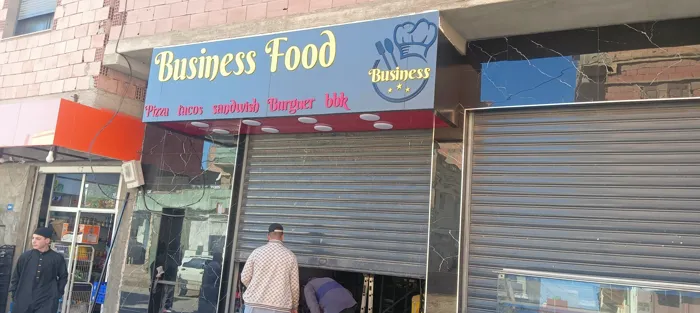 Business Food
Business
Pizza tacos sandwish Burguer bbk